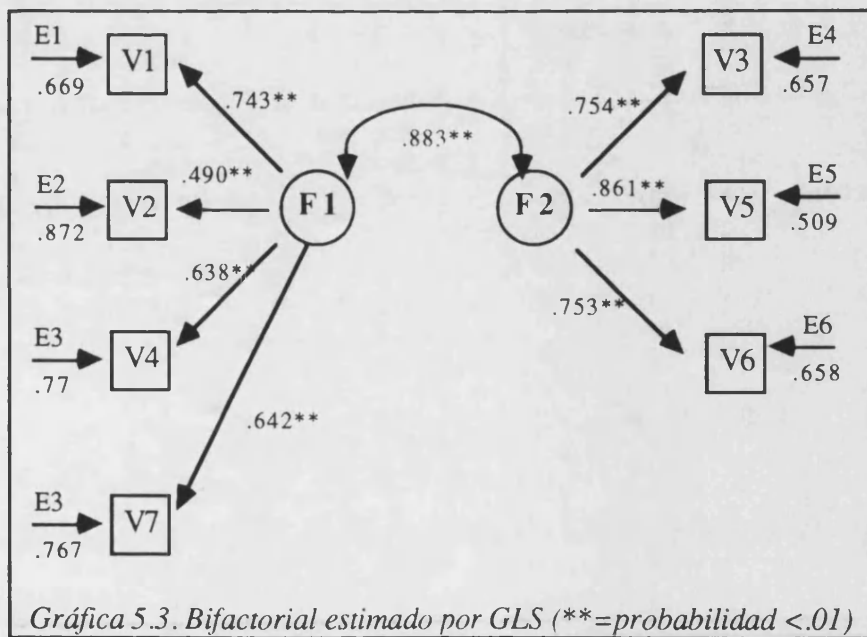 E1
.669
V1
.743**
E2
.872
V2
.490**
F1
.638**
E3
.77
V4
.642**
E3
.767
V7
.883**
F2
.754**
V3
E4
.657
.861**
V5
E5
.509
.753**
V6
E6
.658
Gráfica 5.3. Bifactorial estimado por GLS (**=probabilidad <.01)